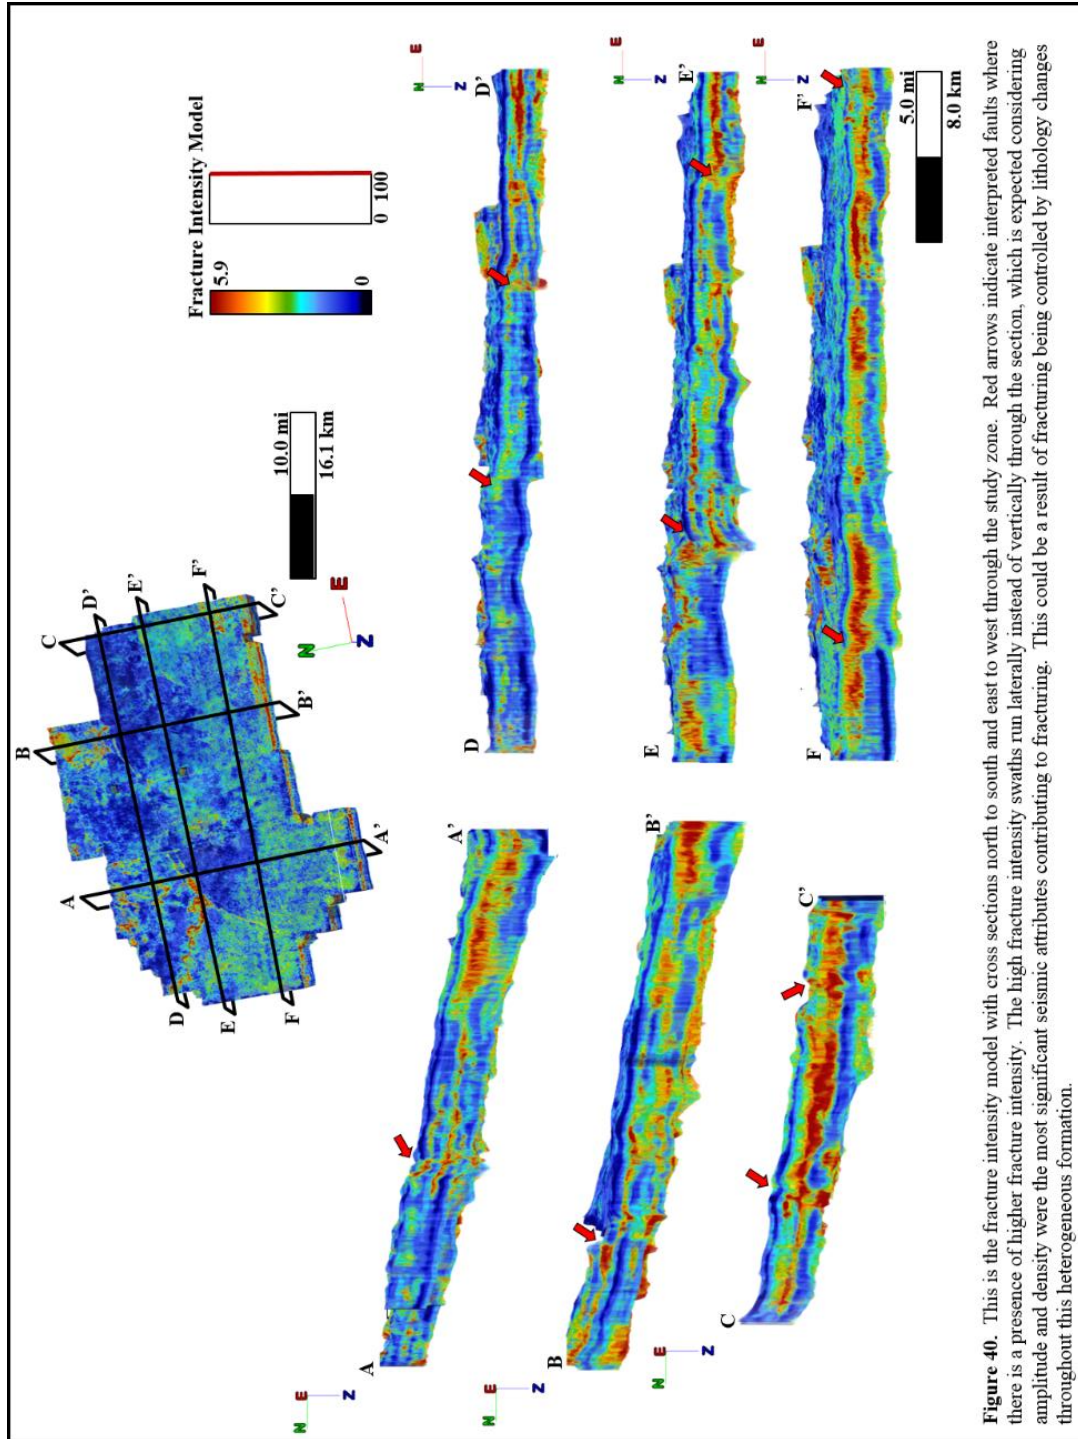 Fracture Intensity Model
5.9
0
0 100
10.0 mi
16.1 km
A
B
C
D
E
F
A'
B'
C'
D'
E'
F'
N
E
Z
A
A'
N
E
Z
B
B'
N
E
Z
C
C'
N
E
Z
D
D'
N
E
Z
E
E'
N
E
Z
F
F'
N
E
Z
5.0 mi
8.0 km
Figure 40. This is the fracture intensity model with cross sections north to south and east to west through the study zone. Red arrows indicate interpreted faults where
there is a presence of higher fracture intensity. The high fracture intensity swaths run laterally instead of vertically through the section, which is expected considering
amplitude and density were the most significant seismic attributes contributing to fracturing. This could be a result of fracturing being controlled by lithology changes
throughout this heterogeneous formation.